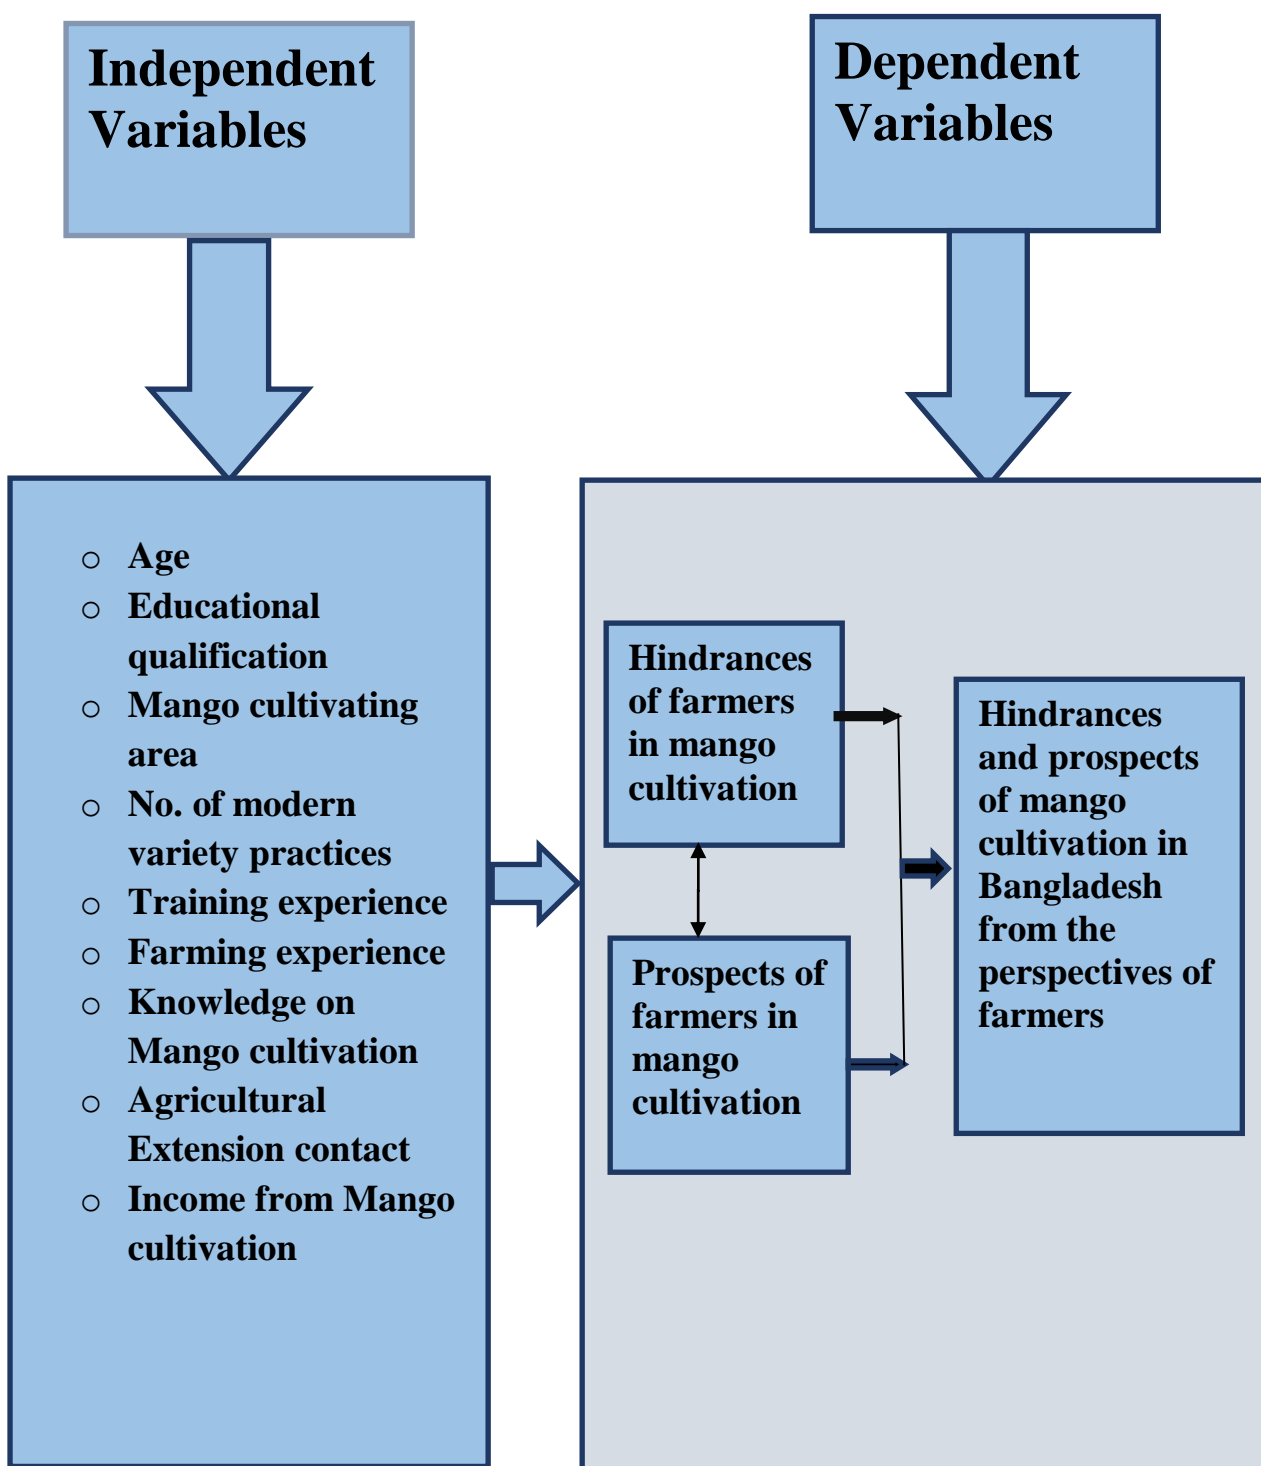 Independent
Variables
Dependent
Variables
o Age
o Educational
qualification
o Mango cultivating
area
o No. of modern
variety practices
o Training experience
o Farming experience
o Knowledge on
Mango cultivation
o Agricultural
Extension contact
o Income from Mango
cultivation
Hindrances
of farmers
in mango
cultivation
Prospects of
farmers in
mango
cultivation
Hindrances
and prospects
of mango
cultivation in
Bangladesh
from the
perspectives of
farmers